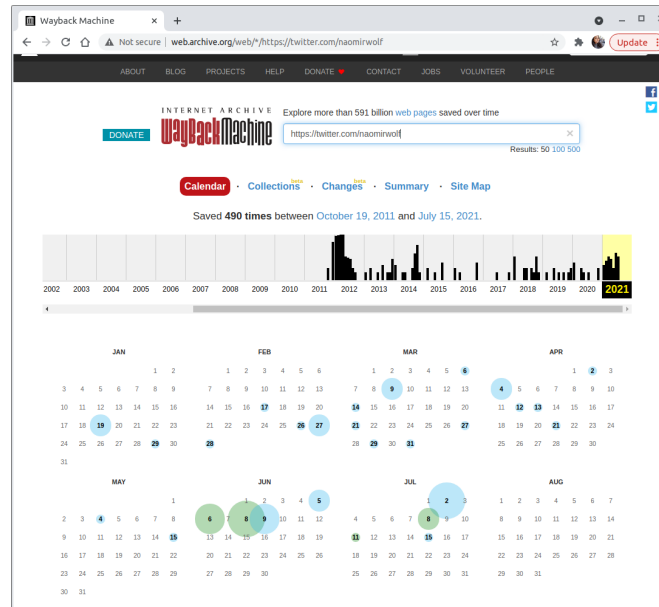 Wayback Machine
Not secure | web.archive.org/web/*/https://twitter.com/naomirwolf
Update
ABOUT BLOG PROJECTS HELP DONATE CONTACT JOBS VOLUNTEER PEOPLE
INTERNET ARCHIVE
WayBackMachine
DONATE
Explore more than 591 billion web pages saved over time
https://twitter.com/naomirwolf
Results: 50 100 500
Calendar · Collections beta · Changes beta · Summary · Site Map
Saved 490 times between October 19, 2011 and July 15, 2021.
2002 2003 2004 2005 2006 2007 2008 2009 2010 2011 2012 2013 2014 2015 2016 2017 2018 2019 2020 2021
JAN
1 2
3 4 5 6 7 8 9
10 11 12 13 14 15 16
17 18 19 20 21 22 23
24 25 26 27 28 29 30
31
FEB
1 2 3 4 5 6
7 8 9 10 11 12 13
14 15 16 17 18 19 20
21 22 23 24 25 26 27
28
MAR
1 2 3 4 5 6
7 8 9 10 11 12 13
14 15 16 17 18 19 20
21 22 23 24 25 26 27
28 29 30 31
APR
1 2 3
4 5 6 7 8 9 10
11 12 13 14 15 16 17
18 19 20 21 22 23 24
25 26 27 28 29 30
MAY
1
2 3 4 5 6 7 8
9 10 11 12 13 14 15
16 17 18 19 20 21 22
23 24 25 26 27 28 29
30 31
JUN
1 2 3 4 5
6 7 8 9 10 11 12
13 14 15 16 17 18 19
20 21 22 23 24 25 26
27 28 29 30
JUL
1 2 3
4 5 6 7 8 9 10
11 12 13 14 15 16 17
18 19 20 21 22 23 24
25 26 27 28 29 30 31
AUG
1 2 3 4 5 6 7
8 9 10 11 12 13 14
15 16 17 18 19 20 21
22 23 24 25 26 27 28
29 30 31